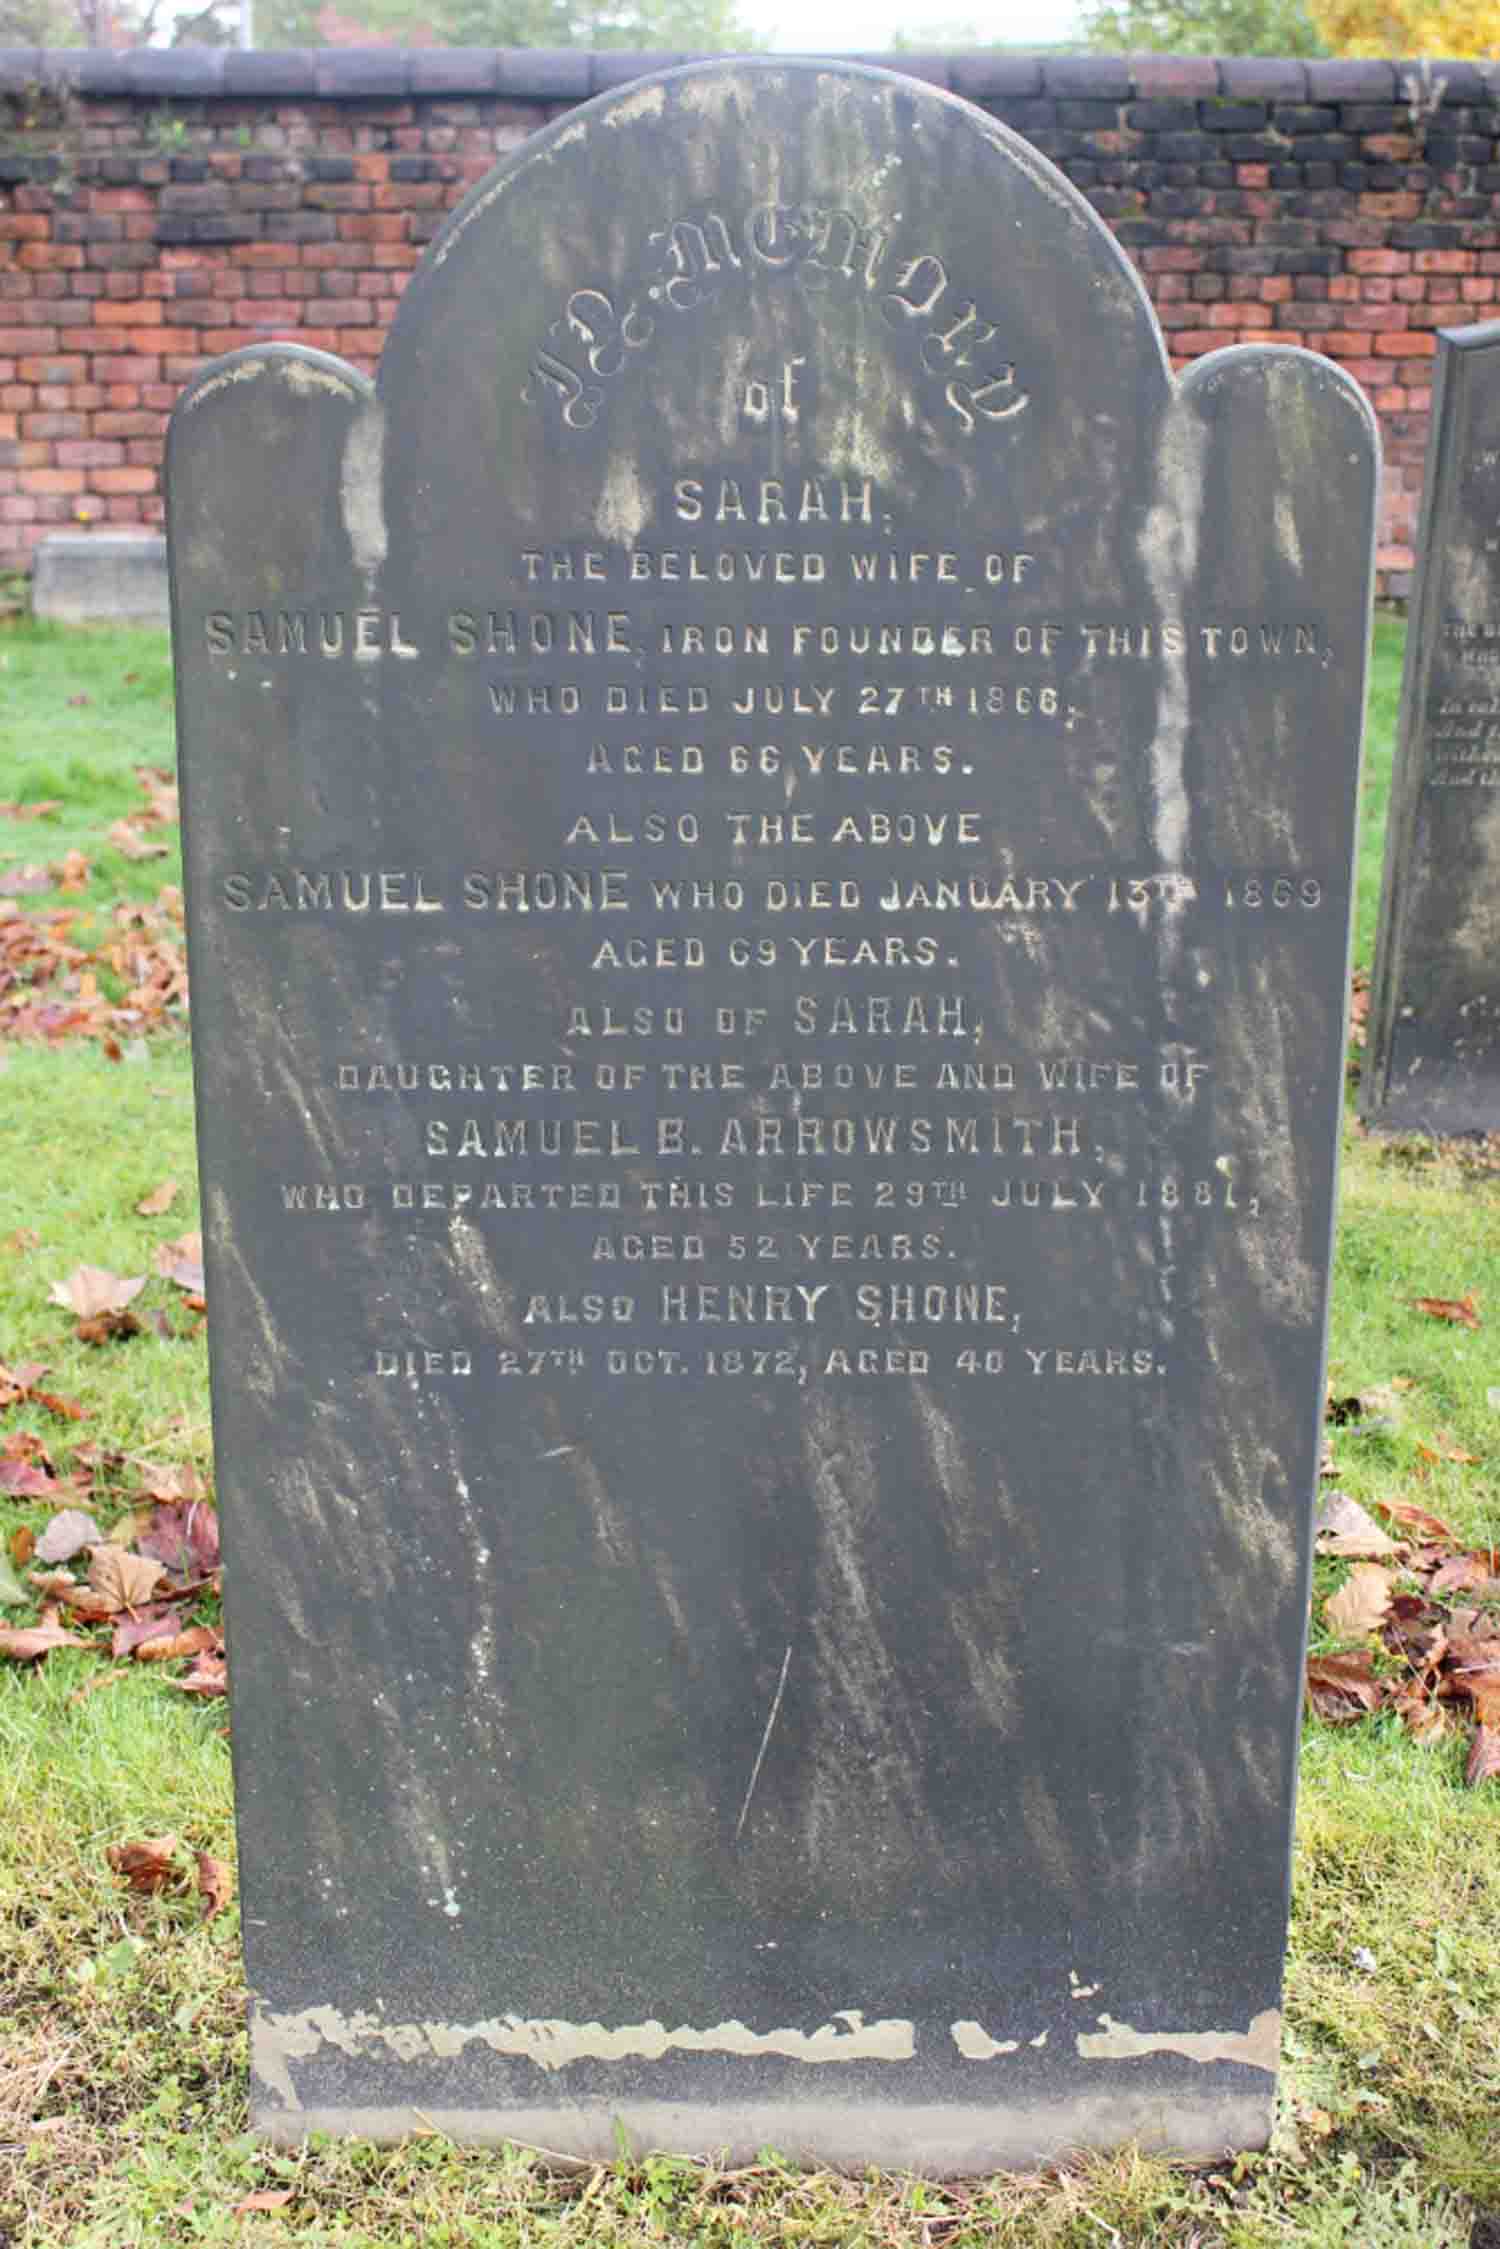 IN MEMORY
of
SARAH,
THE BELOVED WIFE OF
SAMUEL SHONE, IRON FOUNDER OF THIS TOWN,
WHO DIED JULY 27TH 1866,
AGED 66 YEARS.
ALSO THE ABOVE
SAMUEL SHONE WHO DIED JANUARY 13TH 1869
AGED 69 YEARS.
ALSO OF SARAH,
DAUGHTER OF THE ABOVE AND WIFE OF
SAMUEL B. ARROWSMITH,
WHO DEPARTED THIS LIFE 29TH JULY 1881,
AGED 52 YEARS.
ALSO HENRY SHONE,
DIED 27TH OCT. 1872, AGED 40 YEARS.